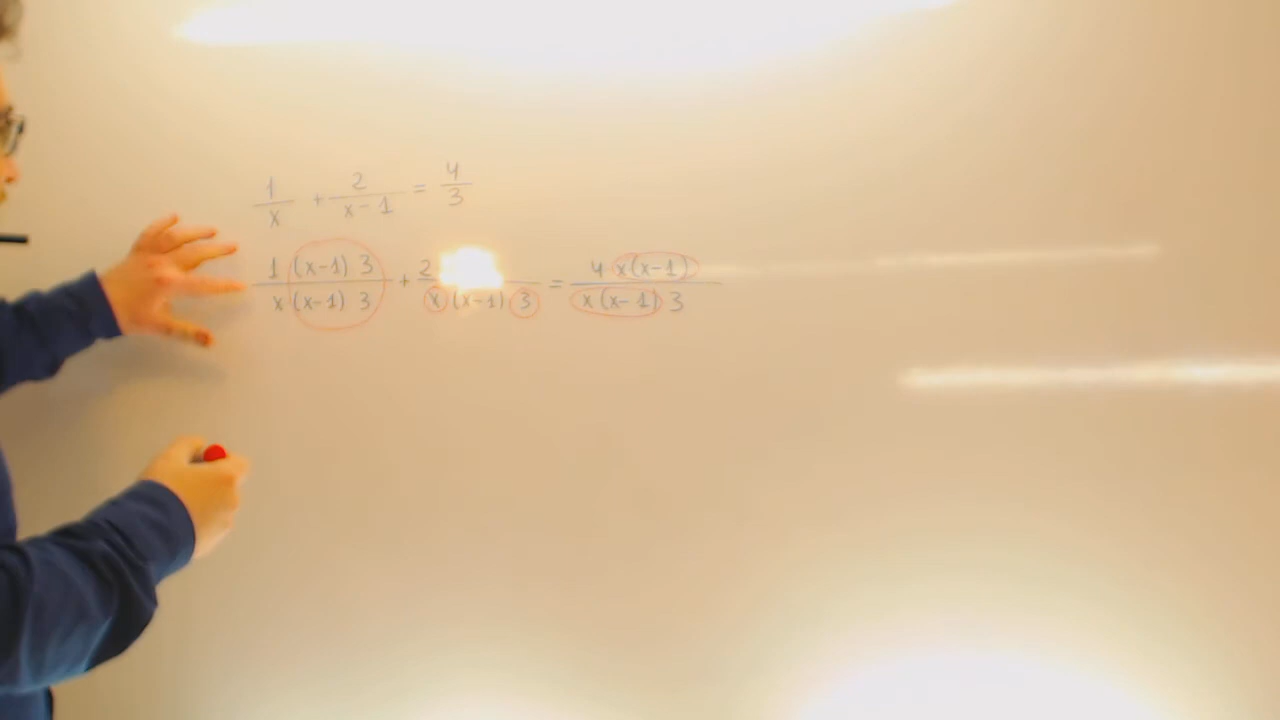 1/x + 2/(x-1) = 4/3
1 (x-1) 3 / x (x-1) 3 + 2 / x (x-1) 3 = 4 x(x-1) / x (x-1) 3